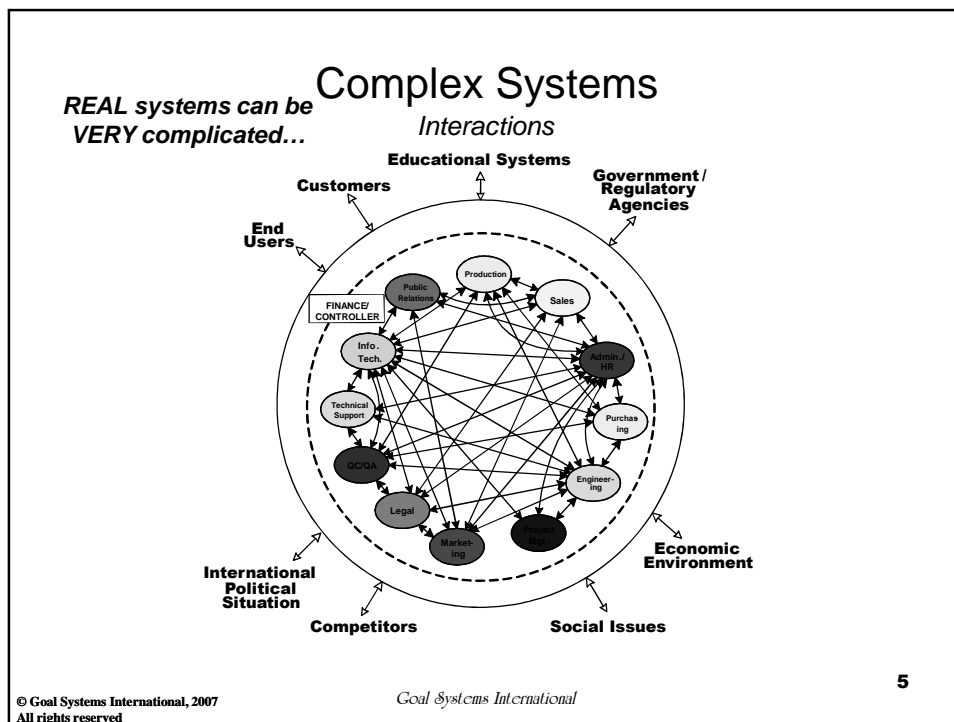 Complex Systems
REAL systems can be
VERY complicated…
Interactions
Educational Systems
Customers
Government /
Regulatory
Agencies
End
Users
Production
Public
Relations
Sales
FINANCE/
CONTROLLER
Info.
Tech.
Admin./
HR
Technical
Support
Purchas
ing
QC/QA
Engineer-
ing
Legal
Market-
ing
Project
Mgt.
Economic
Environment
International
Political
Situation
Competitors
Social Issues
5
© Goal Systems International, 2007
All rights reserved
Goal Systems International